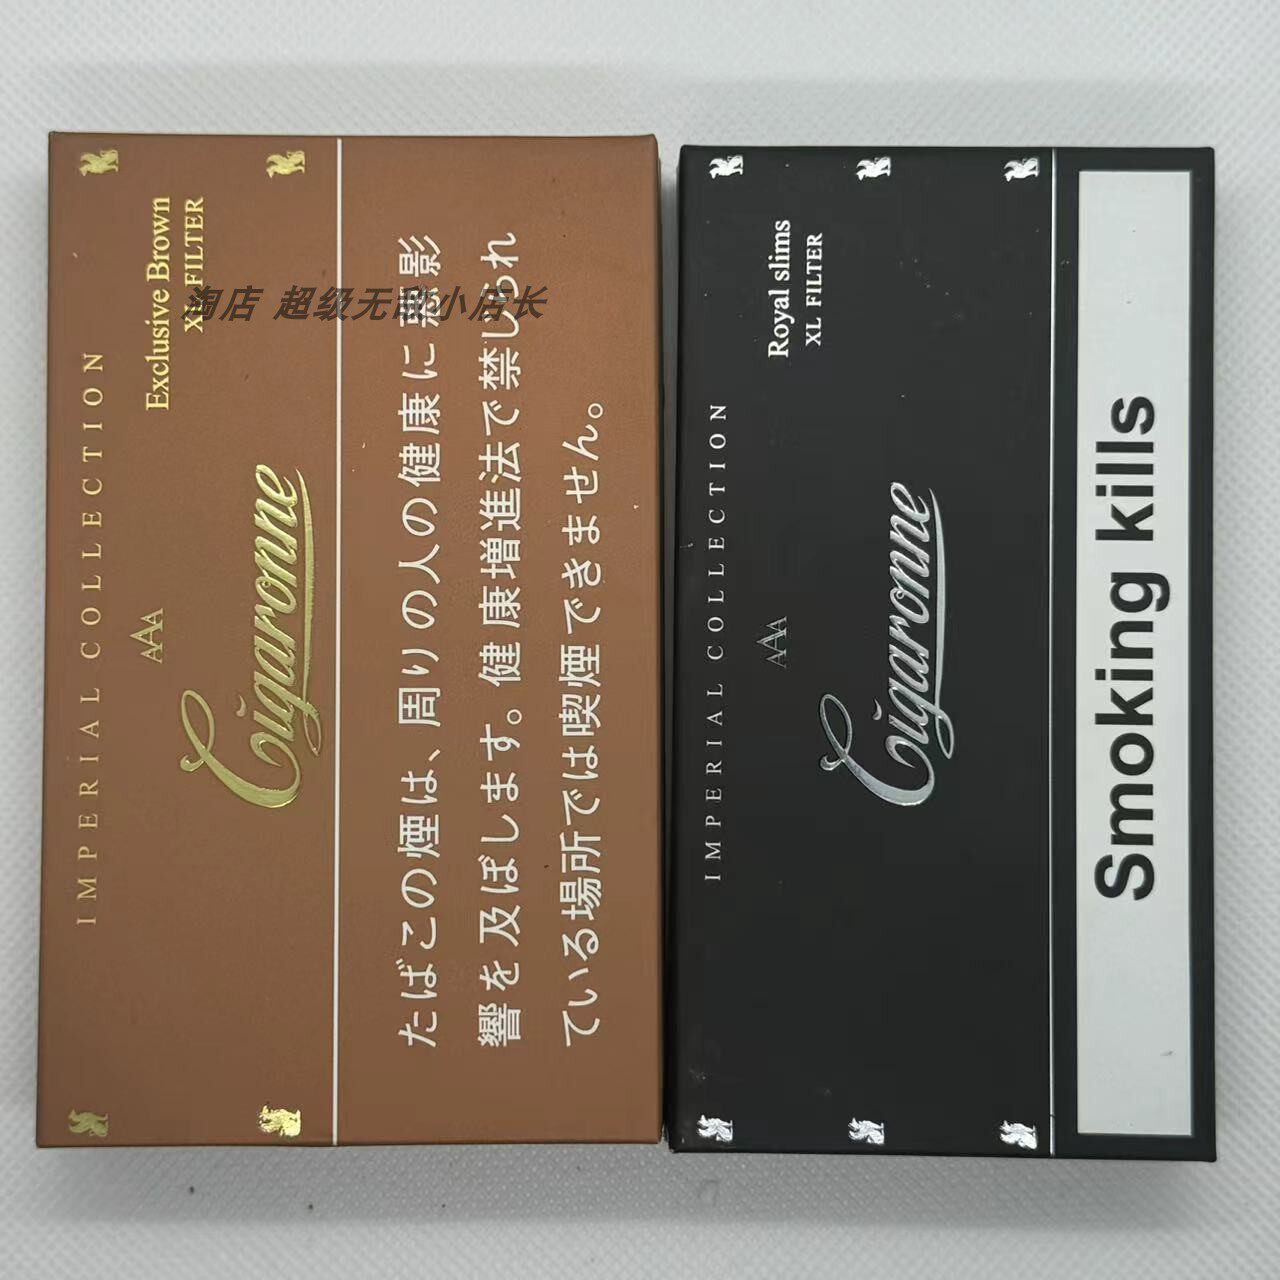 IMPERIAL COLLECTION
Exclusive Brown
XL FILTER
AAA
Cigaronne
たばこの煙は、周りの人の健康に悪影
響を及ぼします。健康増進法で禁じられ
ている場所では喫煙できません。
淘店 超级无敌小店长
IMPERIAL COLLECTION
Royal slims
XL FILTER
AAA
Cigaronne
Smoking kills